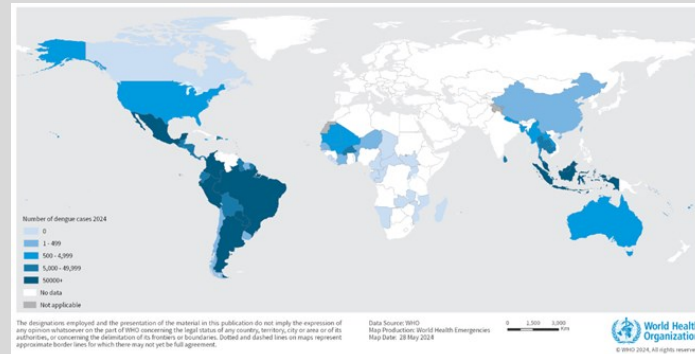 Number of dengue cases 2024
0
1 - 499
500 - 4,999
5,000 - 49,999
50000+
No data
Not applicable
The designations employed and the presentation of the material in this publication do not imply the expression of
any opinion whatsoever on the part of WHO concerning the legal status of any country, territory, city or area or of its
authorities, or concerning the delimitation of its frontiers or boundaries. Dotted and dashed lines on maps represent
approximate border lines for which there may not yet be full agreement.
Data Source: WHO
Map Production: World Health Emergencies
Map Date: 28 May 2024
0 2,500 5,000
Km
World Health
Organization
© WHO 2024, All rights reserve